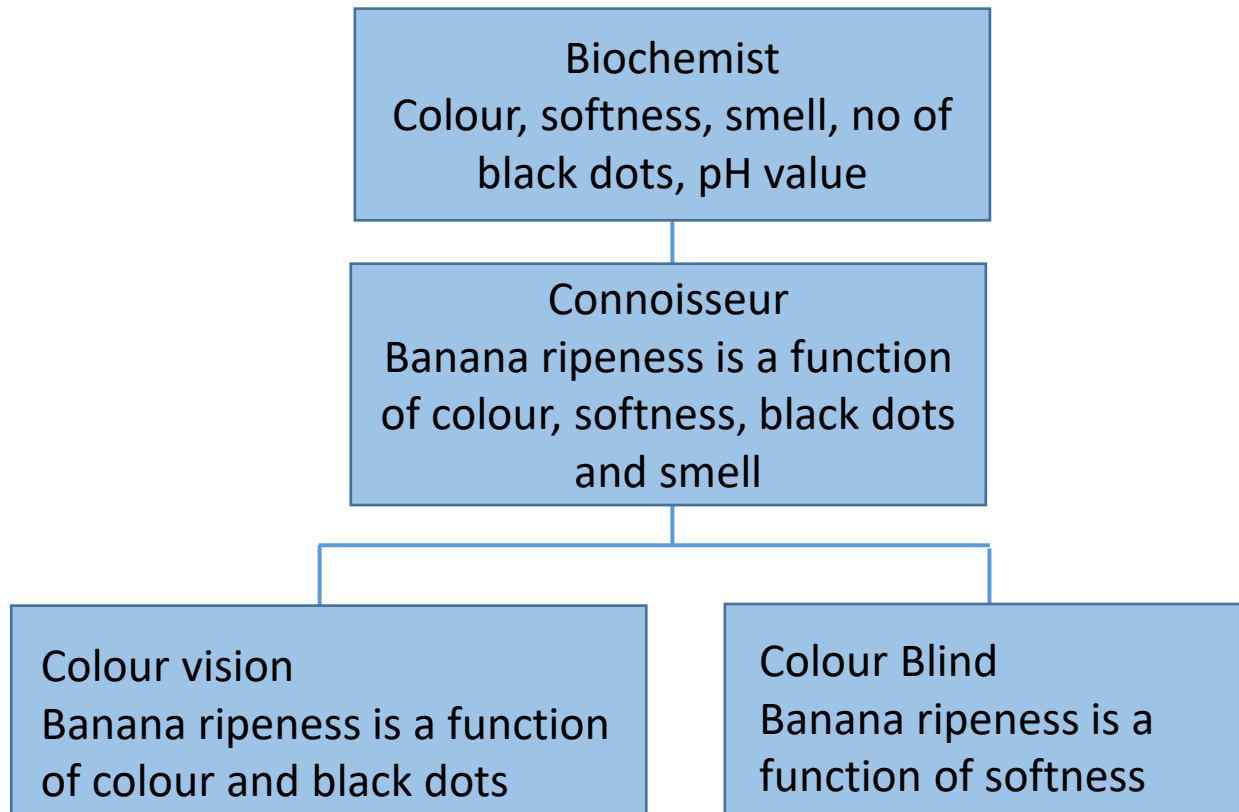 Biochemist
Colour, softness, smell, no of
black dots, pH value
Connoisseur
Banana ripeness is a function
of colour, softness, black dots
and smell
Colour vision
Banana ripeness is a function
of colour and black dots
Colour Blind
Banana ripeness is a
function of softness